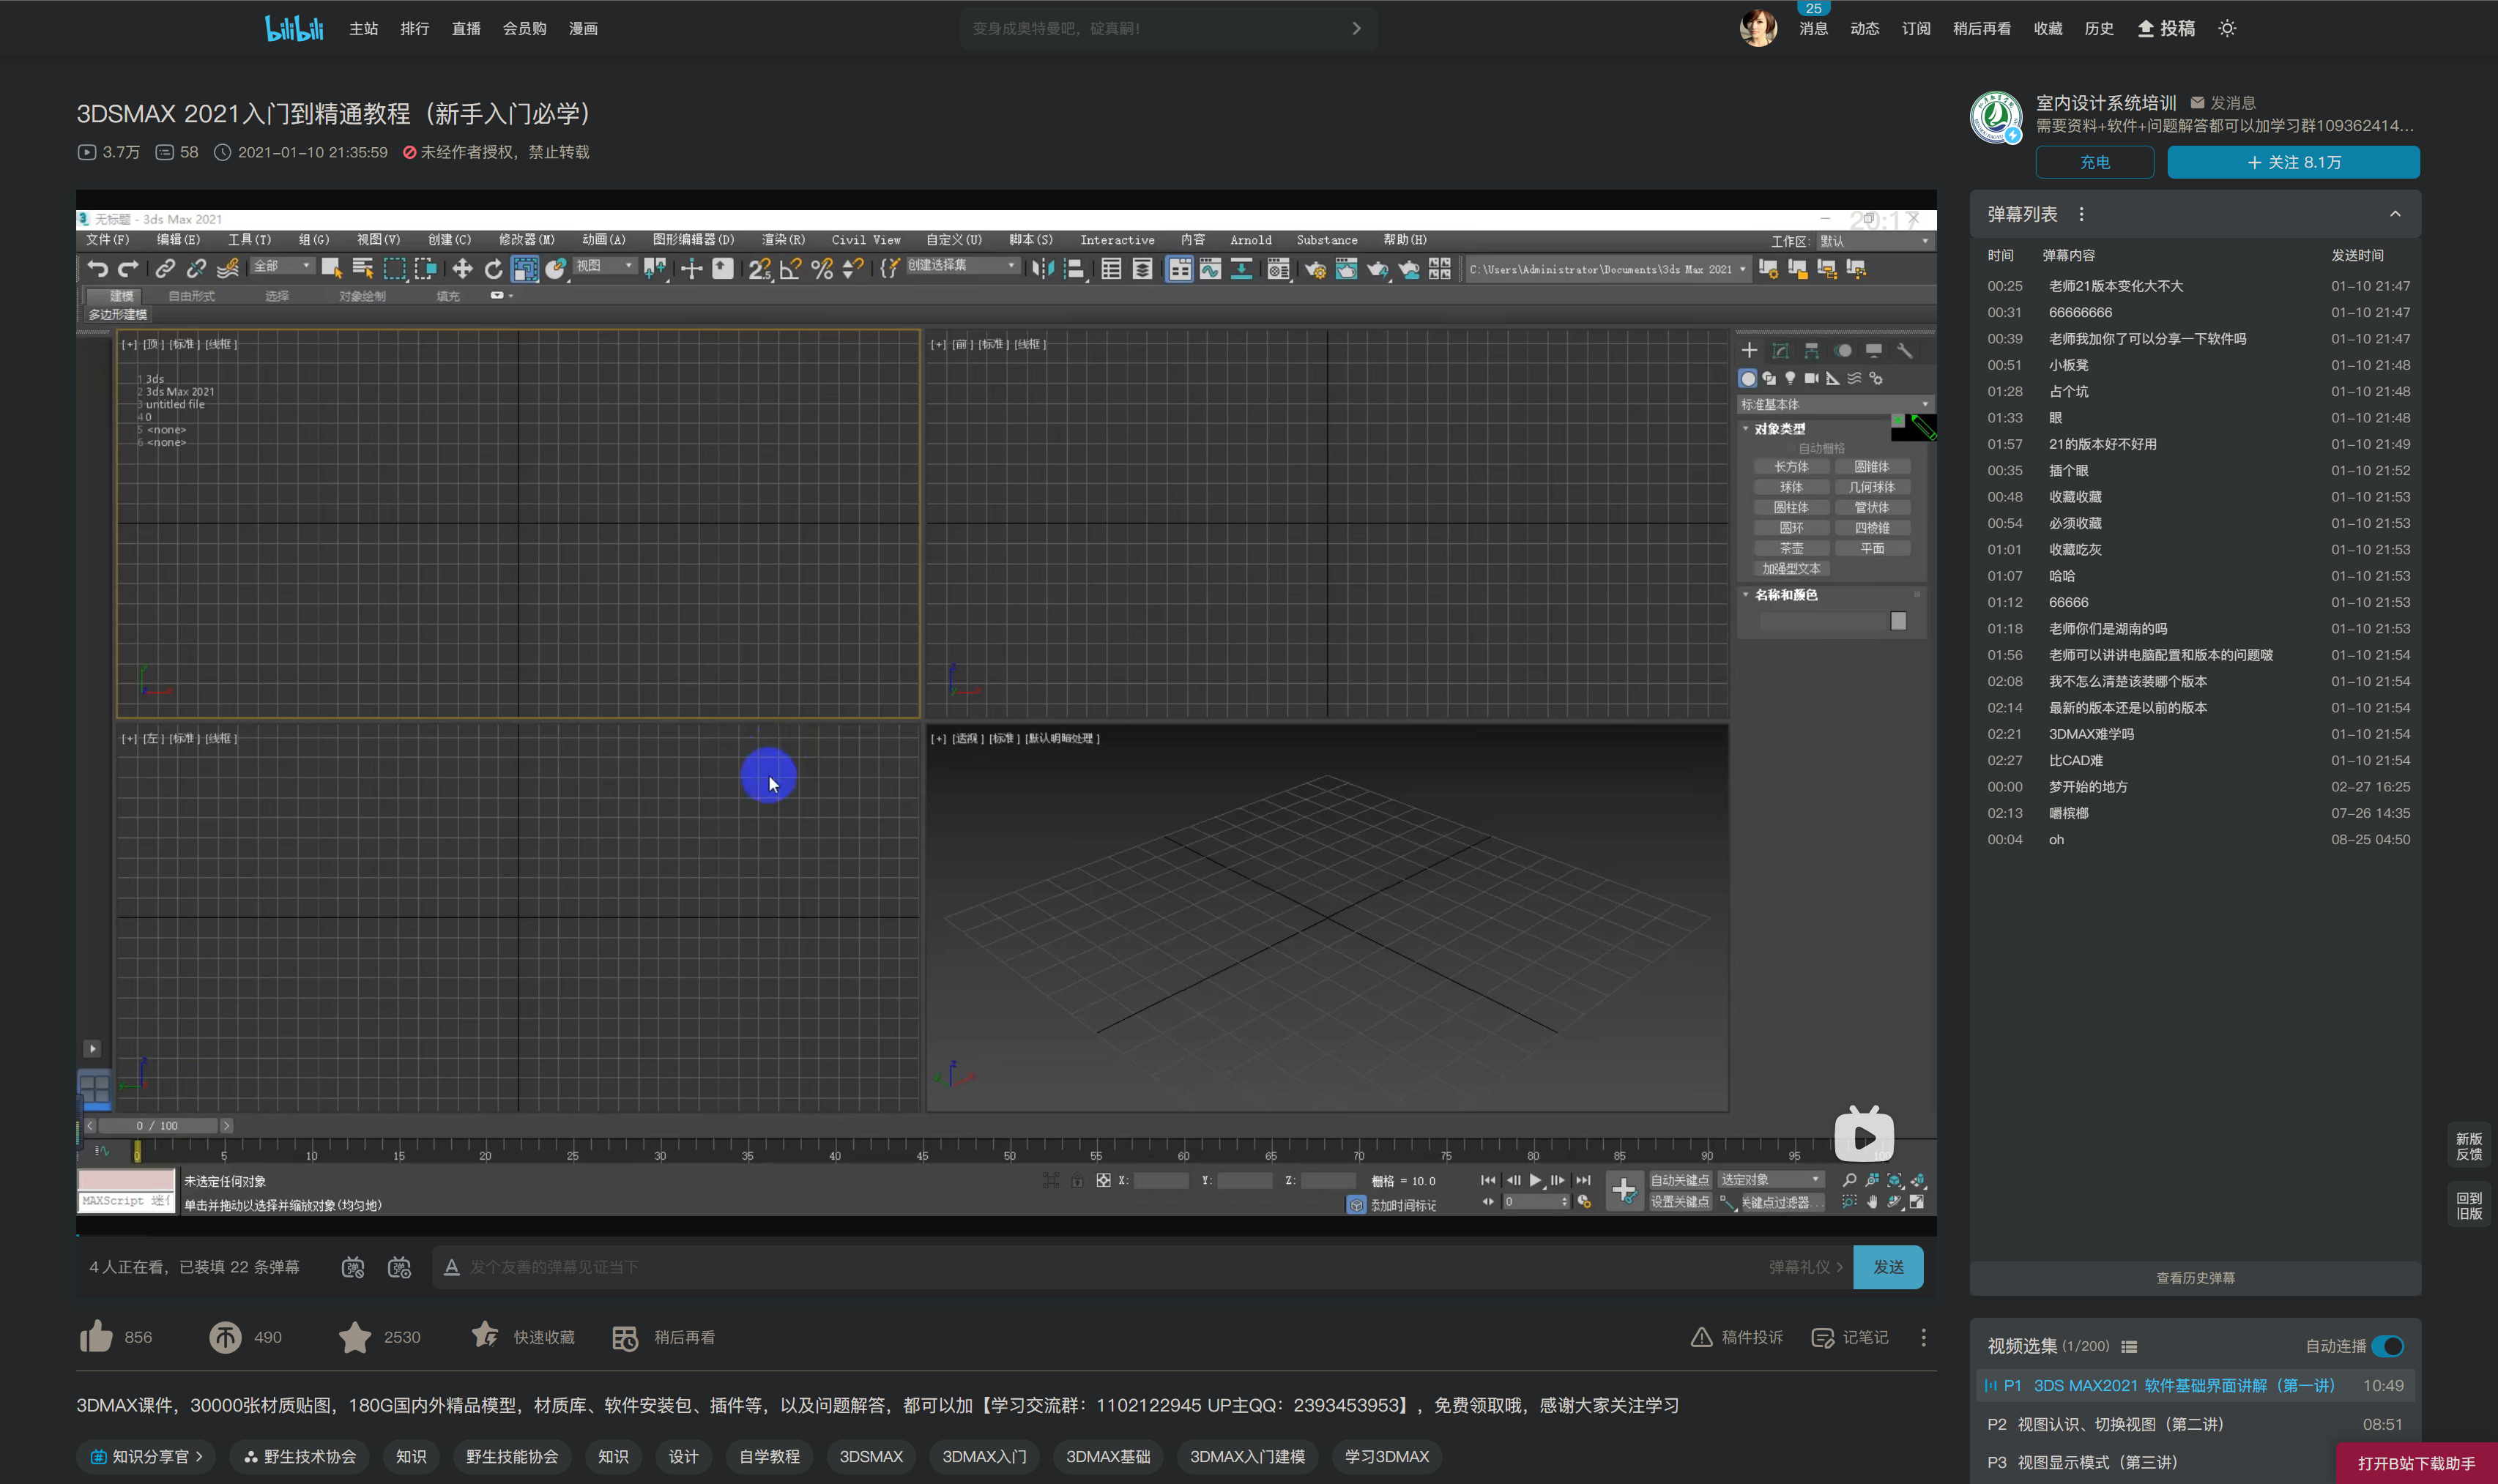 bilibili 主站 排行 直播 会员购 漫画 变身成奥特曼吧，碇真嗣！ 25 消息 动态 订阅 稍后再看 收藏 历史 投稿
3DSMAX 2021入门到精通教程（新手入门必学）
3.7万 58 2021-01-10 21:35:59 未经作者授权，禁止转载
室内设计系统培训 发消息
需要资料+软件+问题解答都可以加学习群109362414...
充电 + 关注 8.1万
3 无标题 - 3ds Max 2021
20:17
文件(F) 编辑(E) 工具(T) 组(G) 视图(V) 创建(C) 修改器(M) 动画(A) 图形编辑器(D) 渲染(R) Civil View 自定义(U) 脚本(S) Interactive 内容 Arnold Substance 帮助(H) 工作区: 默认
全部 视图 创建选择集 C:\Users\Administrator\Documents\3ds Max 2021
建模 自由形式 选择 对象绘制 填充
多边形建模
[+] [顶] [标准] [线框]
1 3ds
2 3ds Max 2021
3 untitled file
4 0
5 <none>
6 <none>
[+] [前] [标准] [线框]
[+] [左] [标准] [线框]
[+] [透视] [标准] [默认明暗处理]
标准基本体
对象类型
自动栅格
长方体 圆锥体
球体 几何球体
圆柱体 管状体
圆环 四棱锥
茶壶 平面
加强型文本
名称和颜色
0 / 100
0 5 10 15 20 25 30 35 40 45 50 55 60 65 70 75 80 85 90 95 100
未选定任何对象 X: Y: Z: 栅格 = 10.0 自动关键点 选定对象
MAXScript 迷 单击并拖动以选择并缩放对象(均匀地) 添加时间标记 0 设置关键点 关键点过滤器...
4 人正在看，已装填 22 条弹幕 发个友善的弹幕见证当下 弹幕礼仪 > 发送
856 490 2530 快速收藏 稍后再看 稿件投诉 记笔记
3DMAX课件，30000张材质贴图，180G国内外精品模型，材质库、软件安装包、插件等，以及问题解答，都可以加【学习交流群：1102122945 UP主QQ：2393453953】，免费领取哦，感谢大家关注学习
知识分享官 > 野生技术协会 知识 野生技能协会 知识 设计 自学教程 3DSMAX 3DMAX入门 3DMAX基础 3DMAX入门建模 学习3DMAX
弹幕列表
时间 弹幕内容 发送时间
00:25 老师21版本变化大不大 01-10 21:47
00:31 66666666 01-10 21:47
00:39 老师我加你了可以分享一下软件吗 01-10 21:47
00:51 小板凳 01-10 21:48
01:28 占个坑 01-10 21:48
01:33 眼 01-10 21:48
01:57 21的版本好不好用 01-10 21:49
00:35 插个眼 01-10 21:52
00:48 收藏收藏 01-10 21:53
00:54 必须收藏 01-10 21:53
01:01 收藏吃灰 01-10 21:53
01:07 哈哈 01-10 21:53
01:12 66666 01-10 21:53
01:18 老师你们是湖南的吗 01-10 21:53
01:56 老师可以讲讲电脑配置和版本的问题啵 01-10 21:54
02:08 我不怎么清楚该装哪个版本 01-10 21:54
02:14 最新的版本还是以前的版本 01-10 21:54
02:21 3DMAX难学吗 01-10 21:54
02:27 比CAD难 01-10 21:54
00:00 梦开始的地方 02-27 16:25
02:13 嚼槟榔 07-26 14:35
00:04 oh 08-25 04:50
查看历史弹幕
视频选集 (1/200) 自动连播
P1 3DS MAX2021 软件基础界面讲解（第一讲） 10:49
P2 视图认识、切换视图（第二讲） 08:51
P3 视图显示模式（第三讲）
新版
反馈
回到
旧版
打开B站下载助手